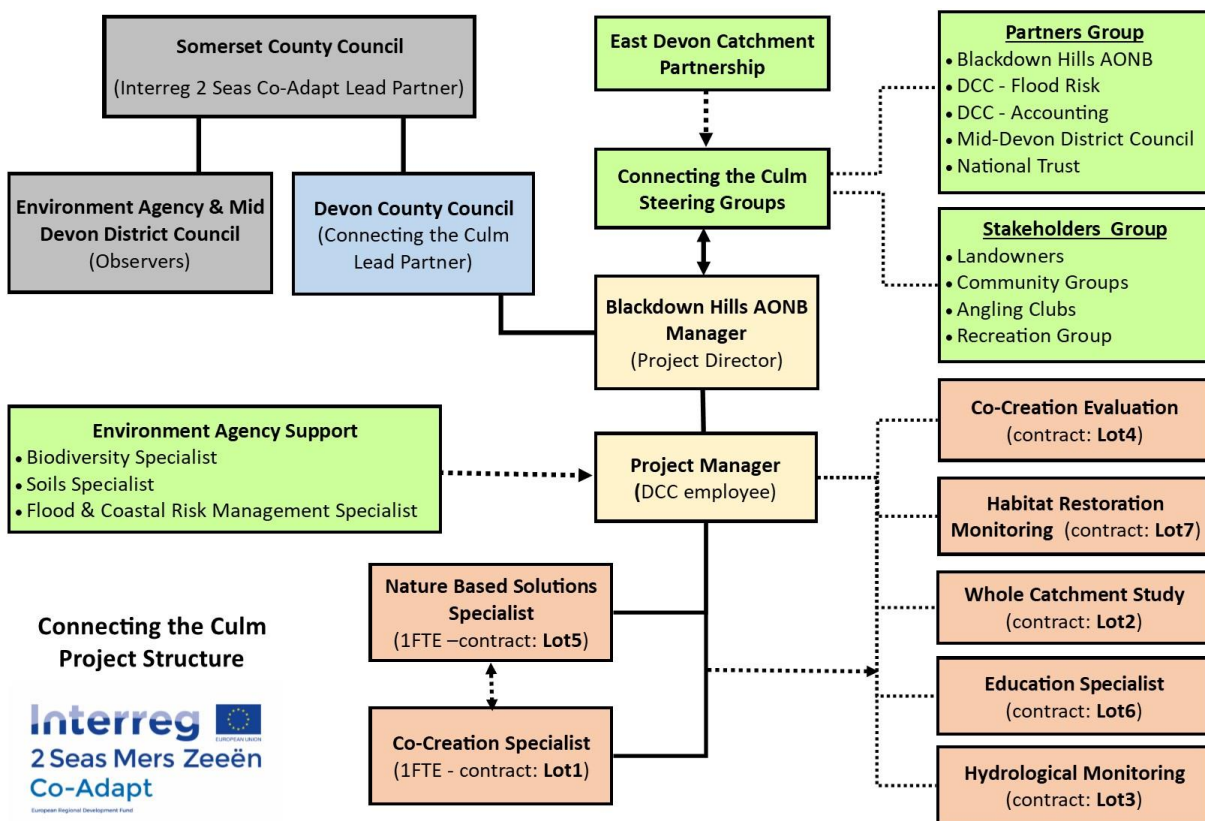 Somerset County Council
(Interreg 2 Seas Co-Adapt Lead Partner)
Environment Agency & Mid
Devon District Council
(Observers)
Devon County Council
(Connecting the Culm
Lead Partner)
East Devon Catchment
Partnership
Connecting the Culm
Steering Groups
Blackdown Hills AONB
Manager
(Project Director)
Partners Group
• Blackdown Hills AONB
• DCC - Flood Risk
• DCC - Accounting
• Mid-Devon District Council
• National Trust
Stakeholders Group
• Landowners
• Community Groups
• Angling Clubs
• Recreation Group
Environment Agency Support
• Biodiversity Specialist
• Soils Specialist
• Flood & Coastal Risk Management Specialist
Project Manager
(DCC employee)
Nature Based Solutions
Specialist
(1FTE –contract: Lot5)
Co-Creation Specialist
(1FTE - contract: Lot1)
Co-Creation Evaluation
(contract: Lot4)
Habitat Restoration
Monitoring (contract: Lot7)
Whole Catchment Study
(contract: Lot2)
Education Specialist
(contract: Lot6)
Hydrological Monitoring
(contract: Lot3)
Connecting the Culm
Project Structure
Interreg
EUROPEAN UNION
2 Seas Mers Zeeën
Co-Adapt
European Regional Development Fund